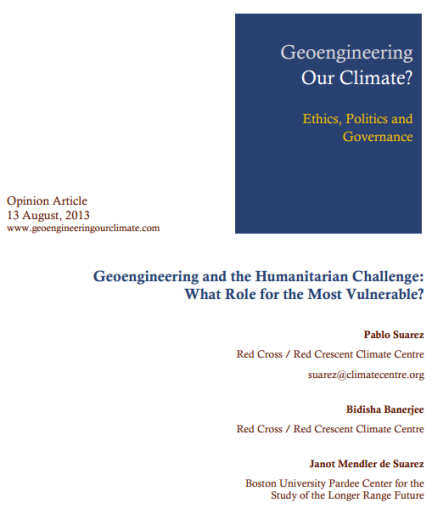 Geoengineering
Our Climate?
Ethics, Politics and
Governance
Opinion Article
13 August, 2013
www.geoengineeringourclimate.com
Geoengineering and the Humanitarian Challenge:
What Role for the Most Vulnerable?
Pablo Suarez
Red Cross / Red Crescent Climate Centre
suarez@climatecentre.org
Bidisha Banerjee
Red Cross / Red Crescent Climate Centre
Janot Mendler de Suarez
Boston University Pardee Center for the
Study of the Longer Range Future